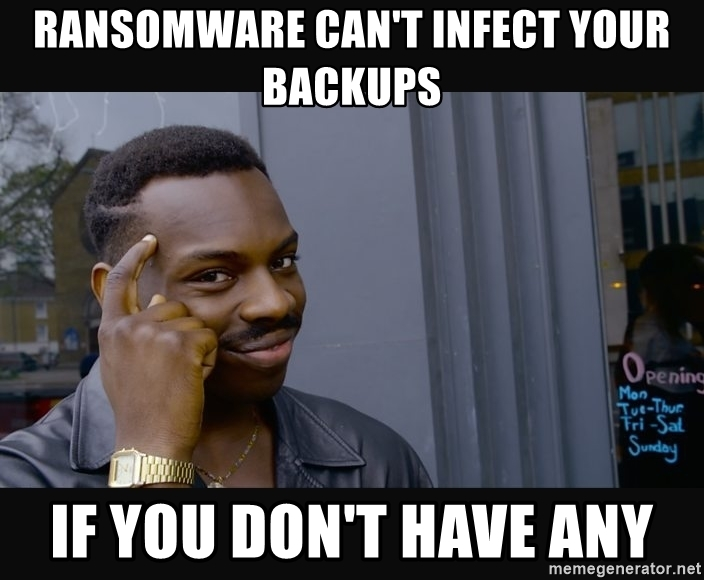 RANSOMWARE CAN'T INFECT YOUR
BACKUPS
Opening
Mon
Tue-Thur
Fri-Sat
Sunday
IF YOU DON'T HAVE ANY
memegenerator.net